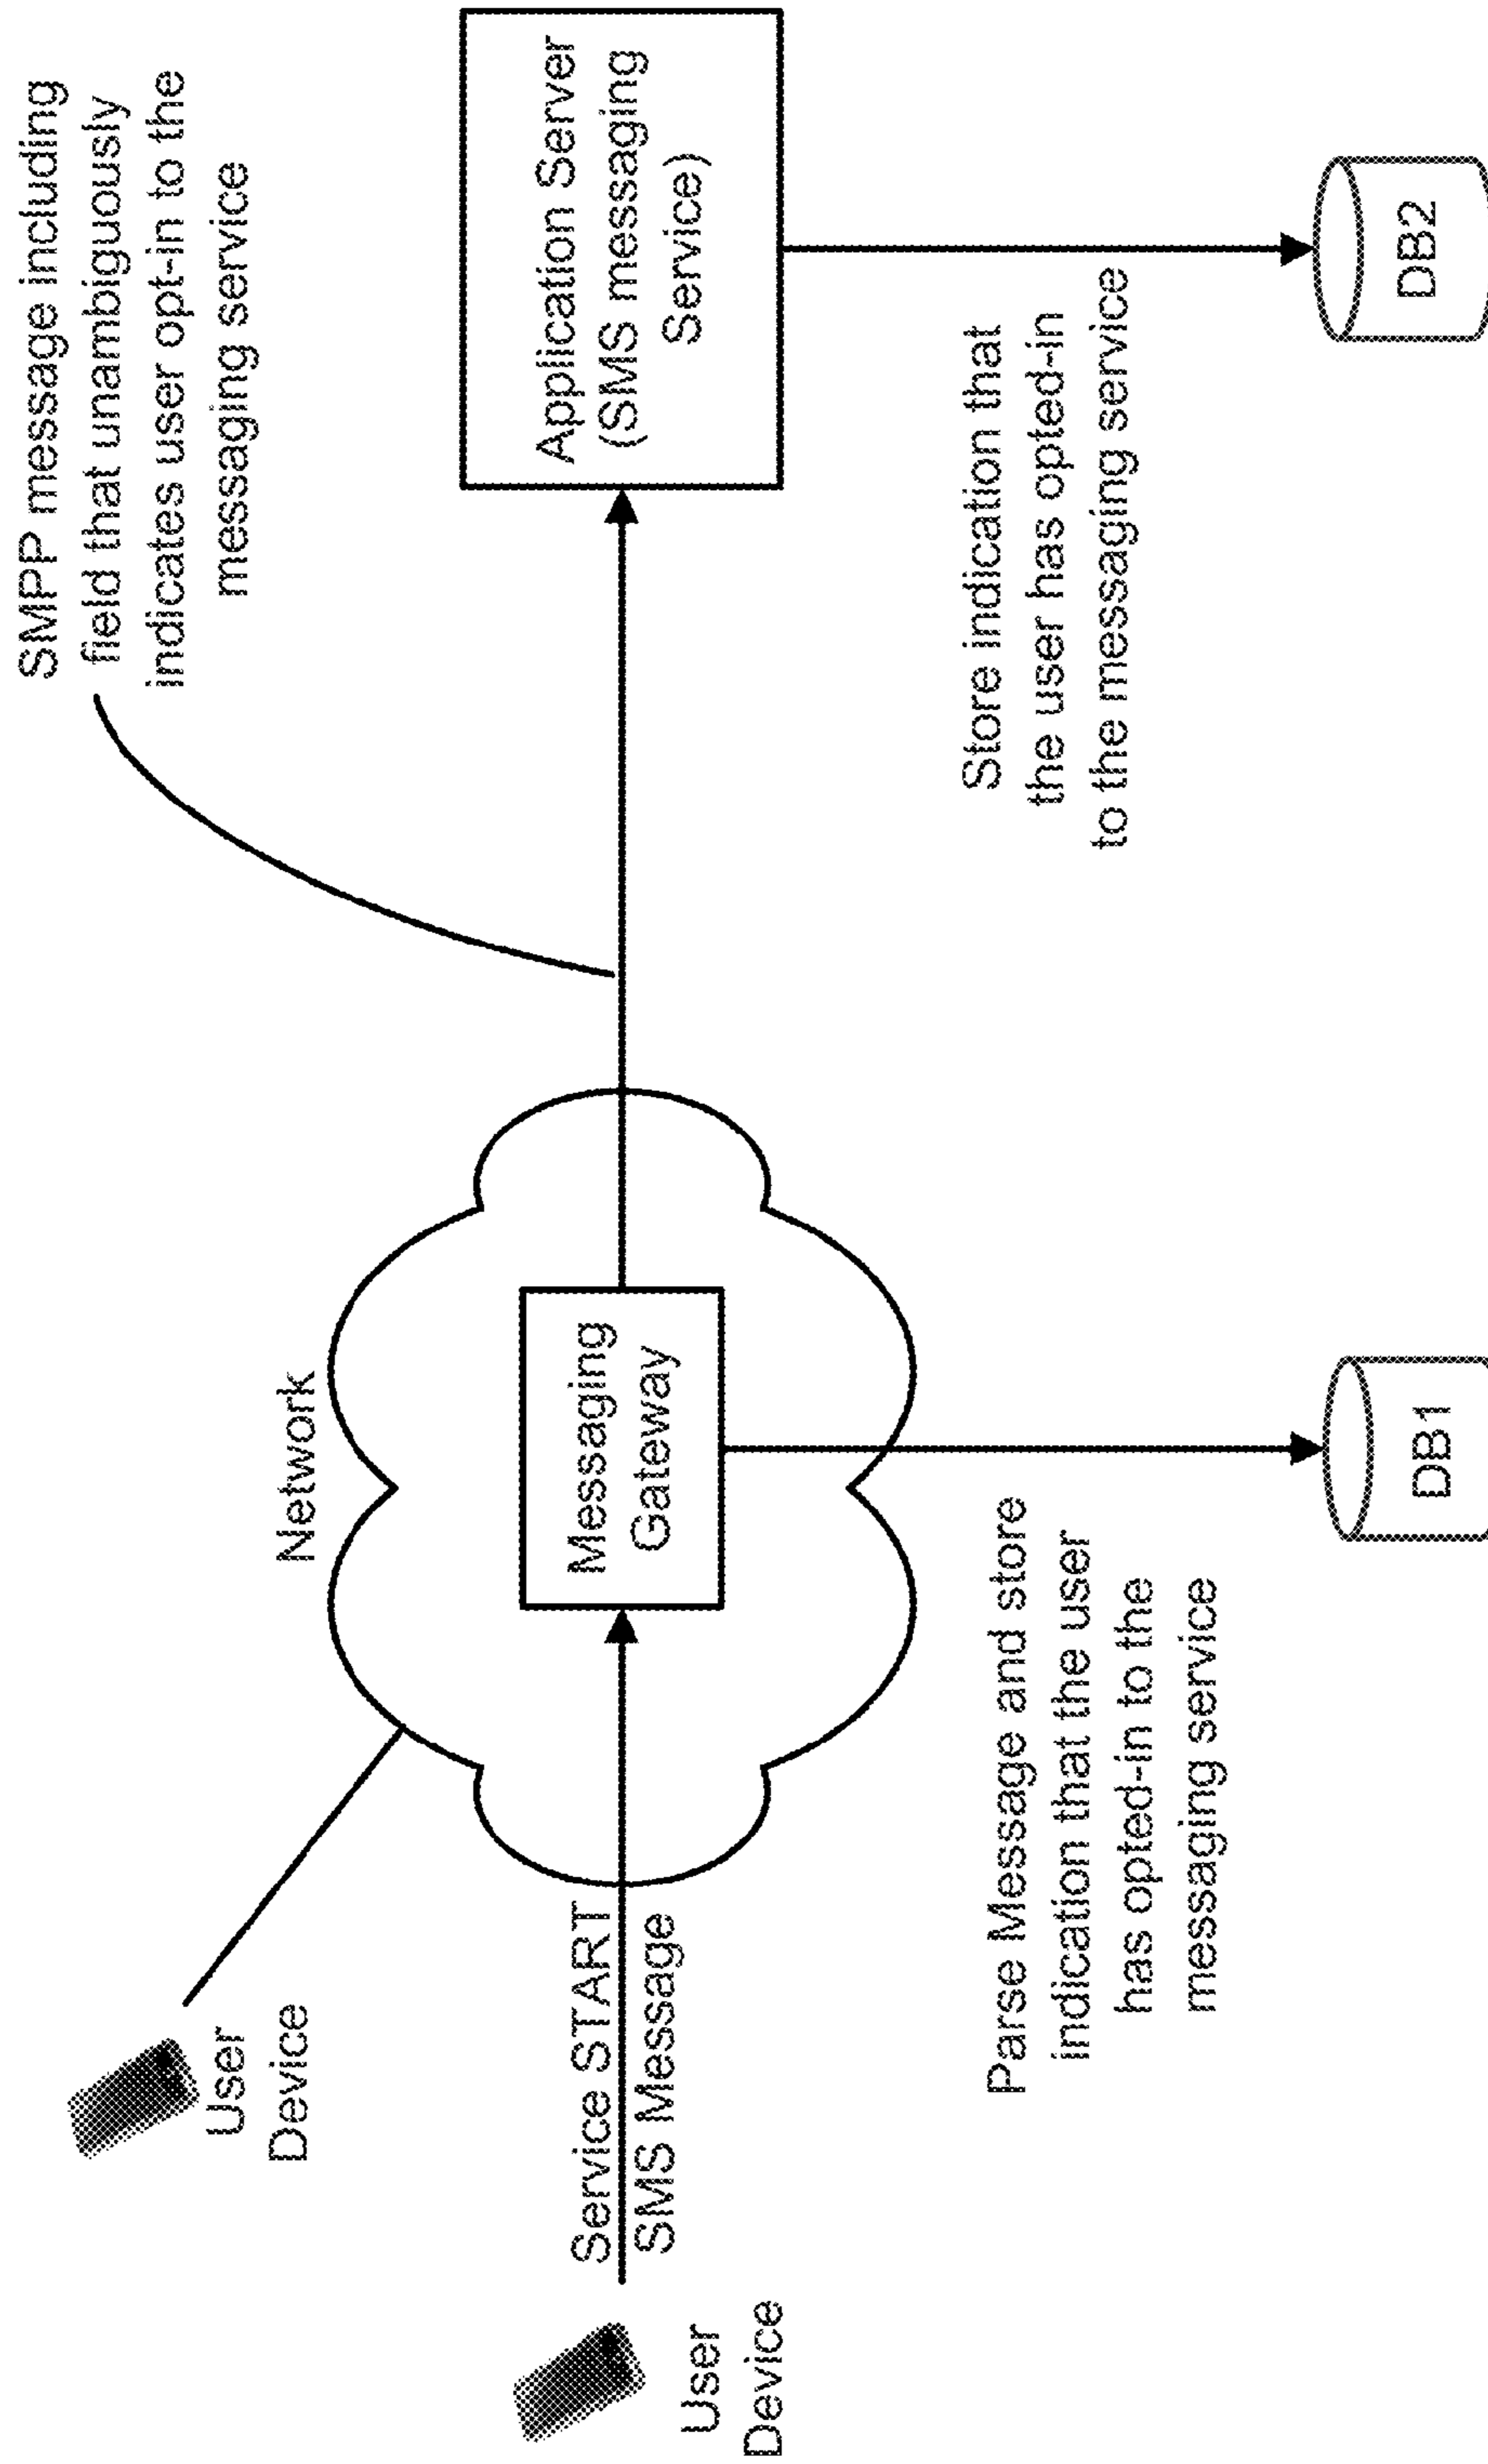 SMPP message including
field that unambiguously
indicates user opt-in to the
messaging service
User
Device
Network
Service START
SMS Message
Messaging
Gateway
Application Server
(SMS messaging
Service)
User
Device
Parse Message and store
indication that the user
has opted-in to the
messaging service
Store indication that
the user has opted-in
to the messaging service
DB1
DB2